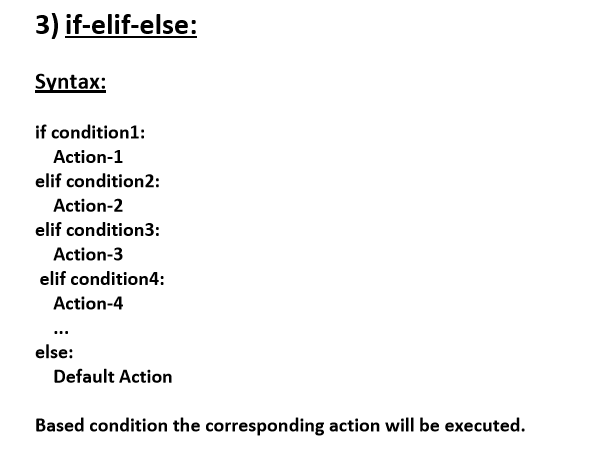 3) if-elif-else:
Syntax:
if condition1:
Action-1
elif condition2:
Action-2
elif condition3:
Action-3
elif condition4:
Action-4
...
else:
Default Action
Based condition the corresponding action will be executed.